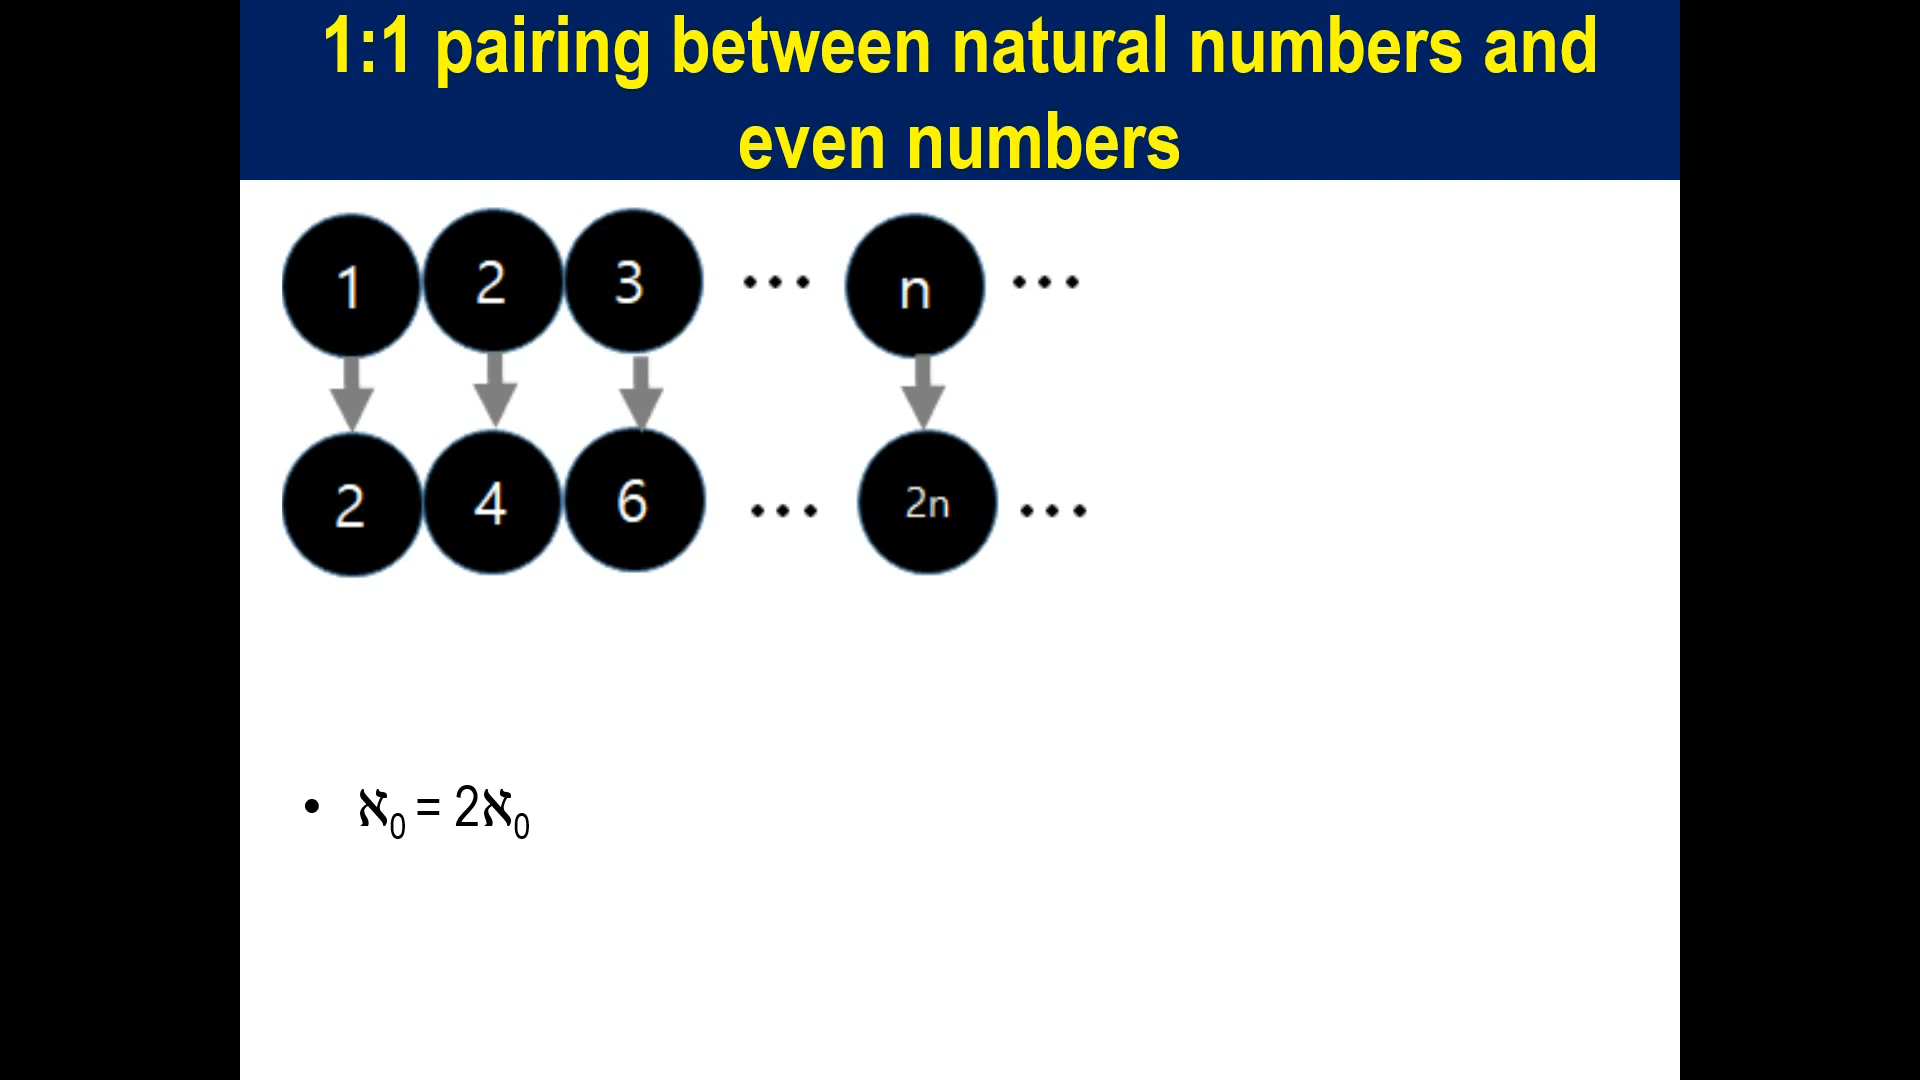 1:1 pairing between natural numbers and
even numbers
1 2 3 ... n ...
2 4 6 ... 2n ...
• ℵ₀ = 2ℵ₀